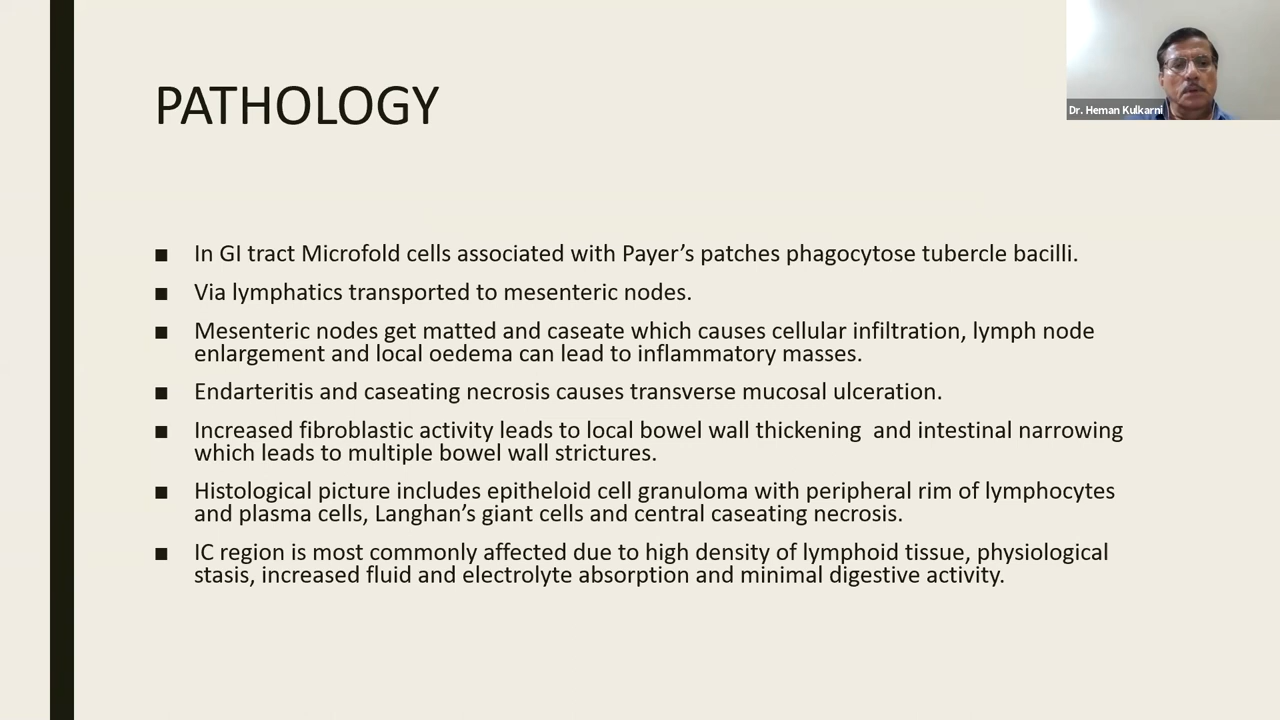 PATHOLOGY
Dr. Heman Kulkarni
■ In GI tract Microfold cells associated with Payer’s patches phagocytose tubercle bacilli.
■ Via lymphatics transported to mesenteric nodes.
■ Mesenteric nodes get matted and caseate which causes cellular infiltration, lymph node
enlargement and local oedema can lead to inflammatory masses.
■ Endarteritis and caseating necrosis causes transverse mucosal ulceration.
■ Increased fibroblastic activity leads to local bowel wall thickening  and intestinal narrowing
which leads to multiple bowel wall strictures.
■ Histological picture includes epitheloid cell granuloma with peripheral rim of lymphocytes
and plasma cells, Langhan’s giant cells and central caseating necrosis.
■ IC region is most commonly affected due to high density of lymphoid tissue, physiological
stasis, increased fluid and electrolyte absorption and minimal digestive activity.